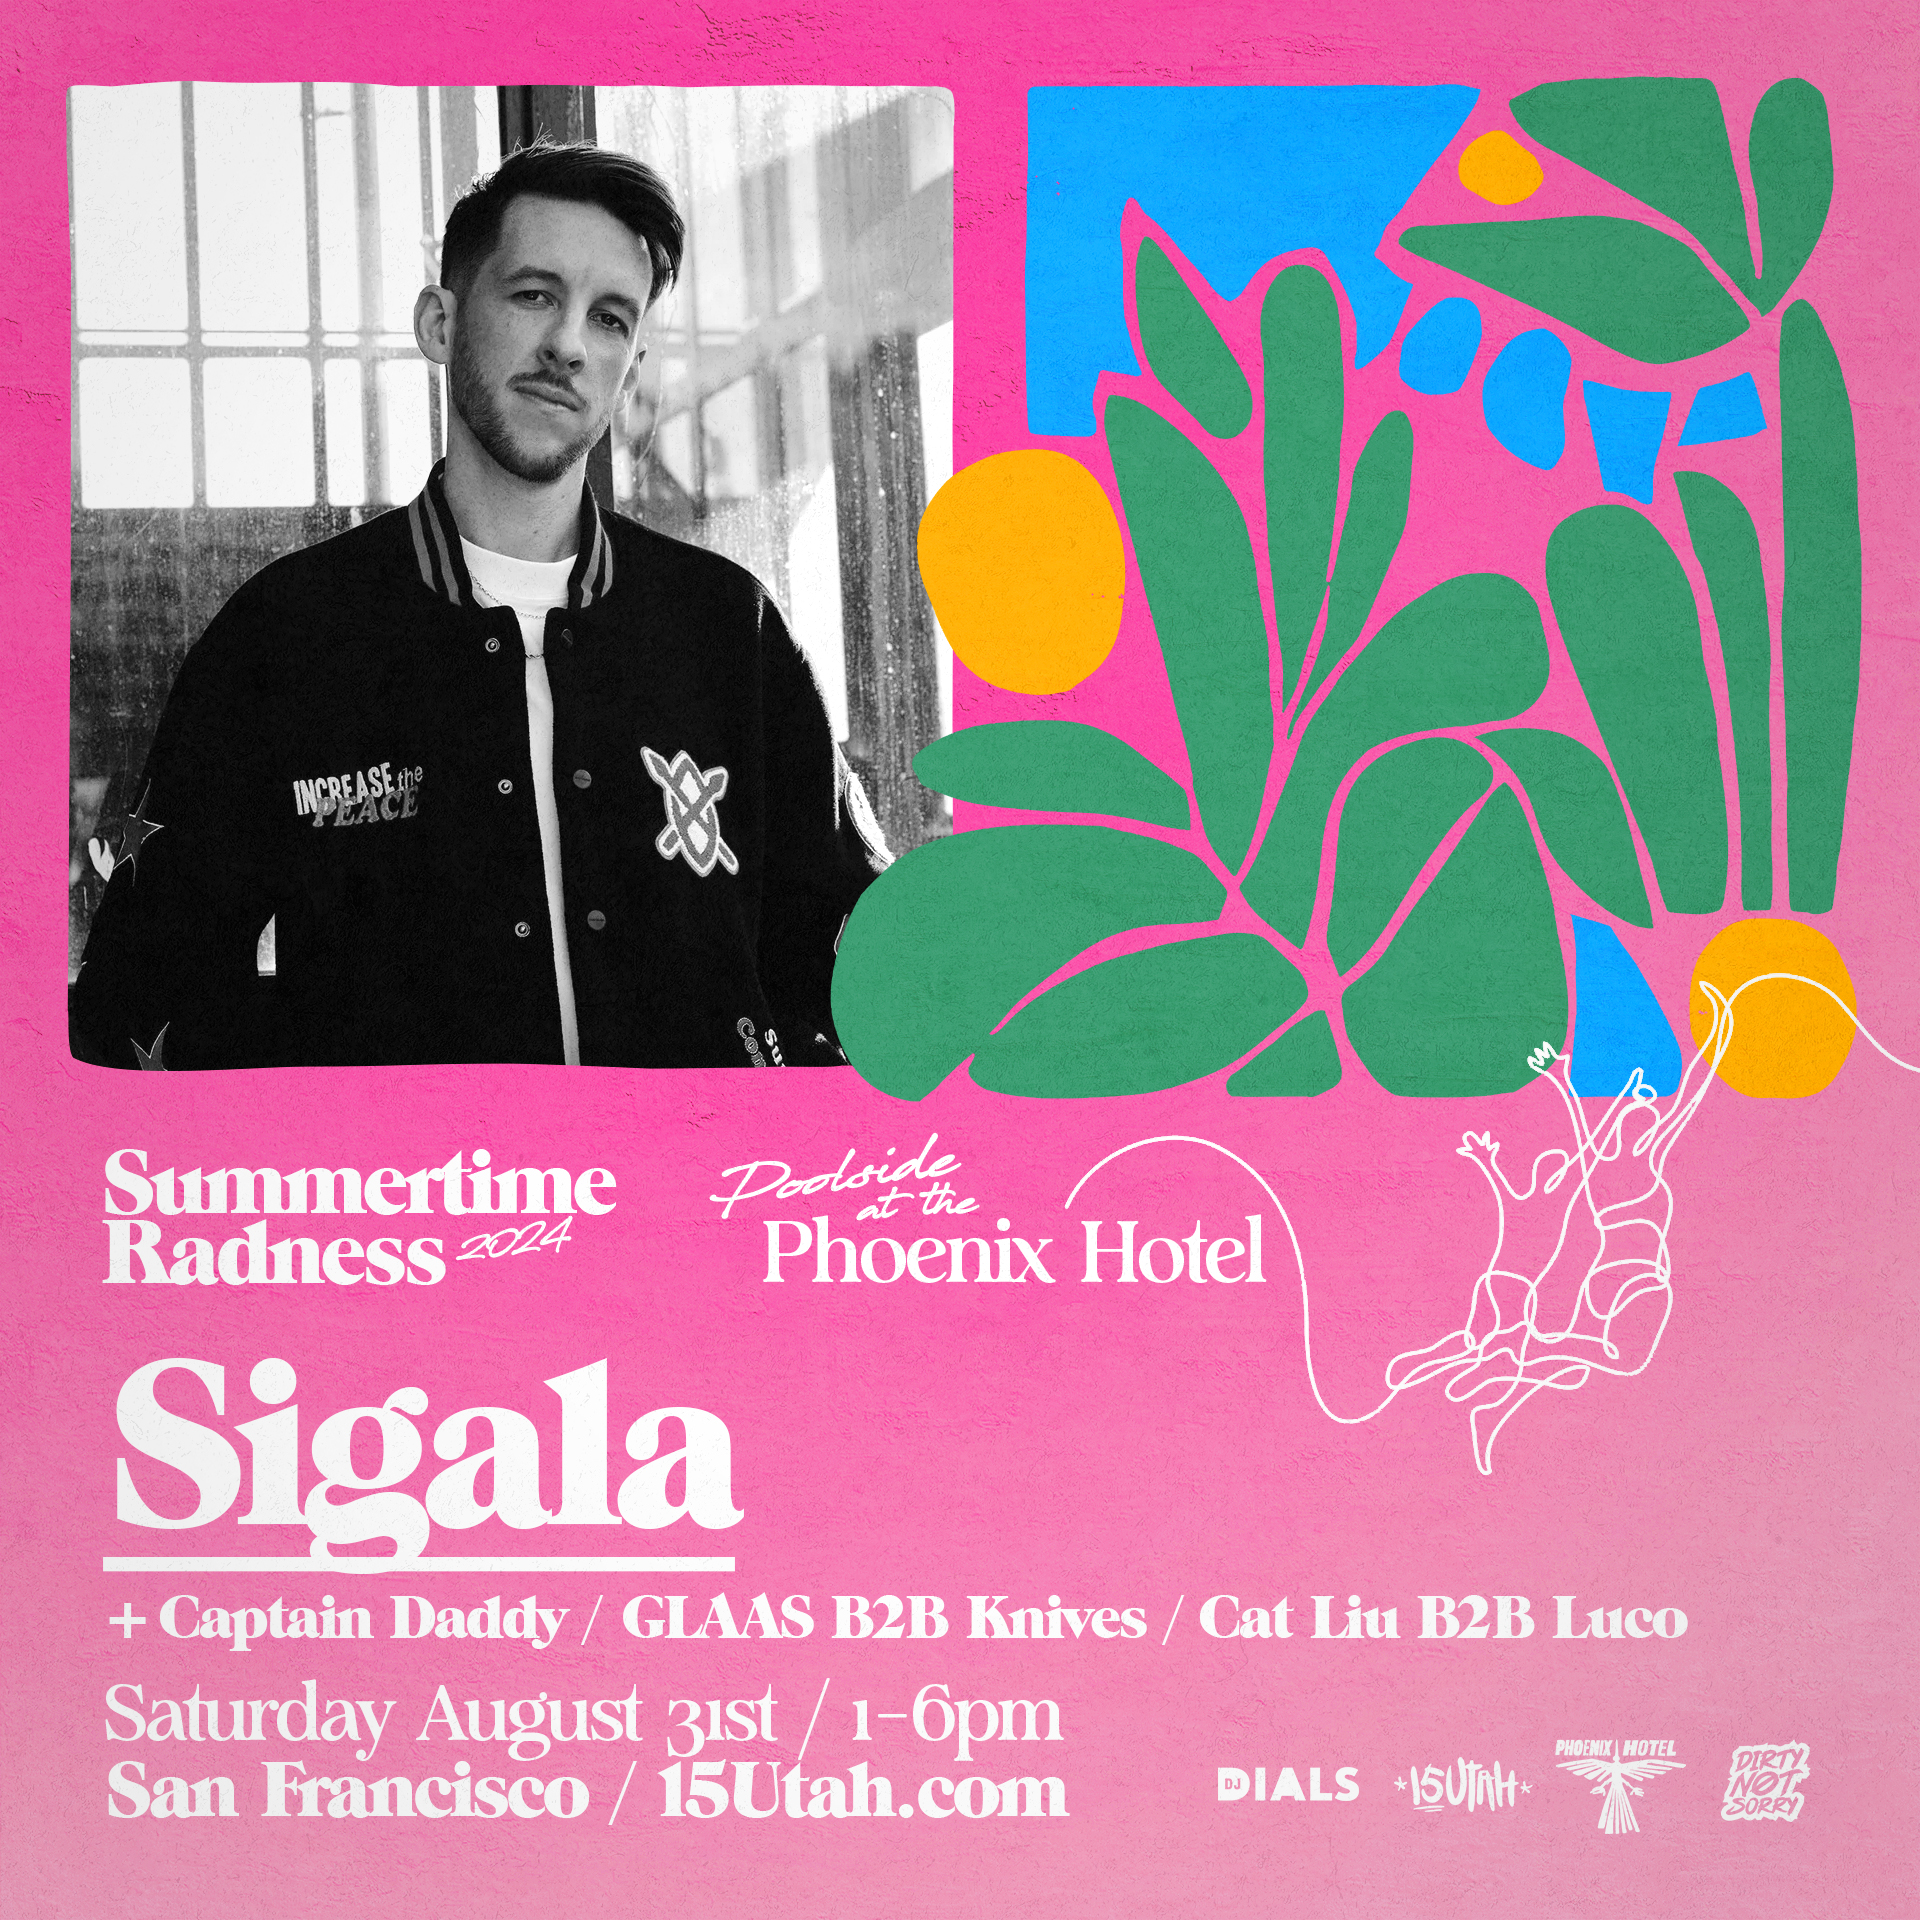 INCREASE the
PEACE
Summertime
Radness 2024
Poolside
at the
Phoenix Hotel
Sigala
+ Captain Daddy / GLAAS B2B Knives / Cat Liu B2B Luco
Saturday August 31st / 1-6pm
San Francisco / 15Utah.com
DJ DIALS
*15UTAH*
PHOENIX HOTEL
DIRTY
NOT
SORRY